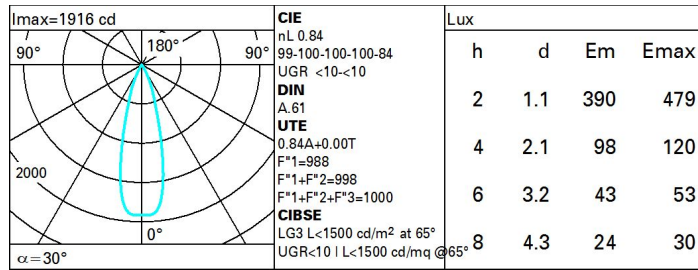 Imax=1916 cd
90°
180°
90°
2000
0°
α=30°
CIE
nL 0.84
99-100-100-100-84
UGR <10-<10
DIN
A.61
UTE
0.84A+0.00T
F"1=988
F"1+F"2=998
F"1+F"2+F"3=1000
CIBSE
LG3 L<1500 cd/m² at 65°
UGR<10 | L<1500 cd/mq @65°
Lux
h d Em Emax
2 1.1 390 479
4 2.1 98 120
6 3.2 43 53
8 4.3 24 30